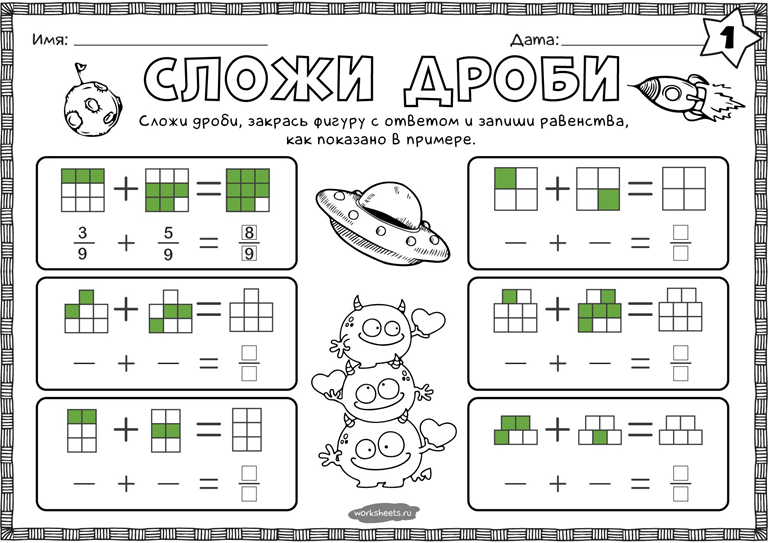 Имя: Дата: 1
СЛОЖИ ДРОБИ
Сложи дроби, закрась фигуру с ответом и запиши равенства,
как показано в примере.
+ =
3/9 + 5/9 = 8/9
+ =
+ =
+ =
+ =
+ =
+ =
+ =
+ =
+ =
+ =
worksheets.ru